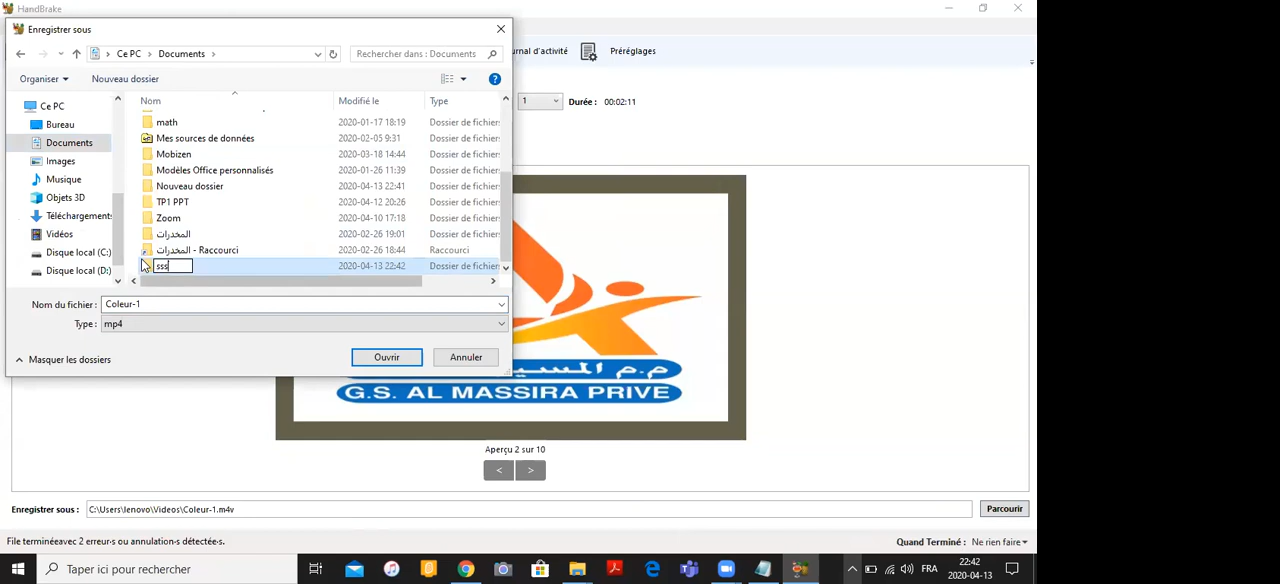 HandBrake
Enregistrer sous
Ce PC > Documents >
Rechercher dans : Documents
urnal d'activité
Préréglages
Organiser
Nouveau dossier
1
Durée : 00:02:11
Nom
Modifié le
Type
Ce PC
Bureau
Documents
Images
Musique
Objets 3D
Téléchargement:
Vidéos
Disque local (C:)
Disque local (D:)
math 2020-01-17 18:19 Dossier de fichier:
Mes sources de données 2020-02-05 9:31 Dossier de fichier:
Mobizen 2020-03-18 14:44 Dossier de fichier:
Modèles Office personnalisés 2020-01-26 11:39 Dossier de fichier:
Nouveau dossier 2020-04-13 22:41 Dossier de fichier:
TP1 PPT 2020-04-12 20:26 Dossier de fichier:
Zoom 2020-04-10 17:18 Dossier de fichier:
المخدرات 2020-02-26 19:01 Dossier de fichier:
المخدرات - Raccourci 2020-02-26 18:44 Raccourci
sss 2020-04-13 22:42 Dossier de fichier:
Nom du fichier : Coleur-1
Type : mp4
Masquer les dossiers
Ouvrir
Annuler
م.م المسي
G.S. AL MASSIRA PRIVE
Aperçu 2 sur 10
< >
Enregistrer sous : C:\Users\lenovo\Videos\Coleur-1.m4v
Parcourir
File terminéeavec 2 erreur·s ou annulation·s détectée·s.
Quand Terminé : Ne rien faire
Taper ici pour rechercher
FRA
22:42
2020-04-13